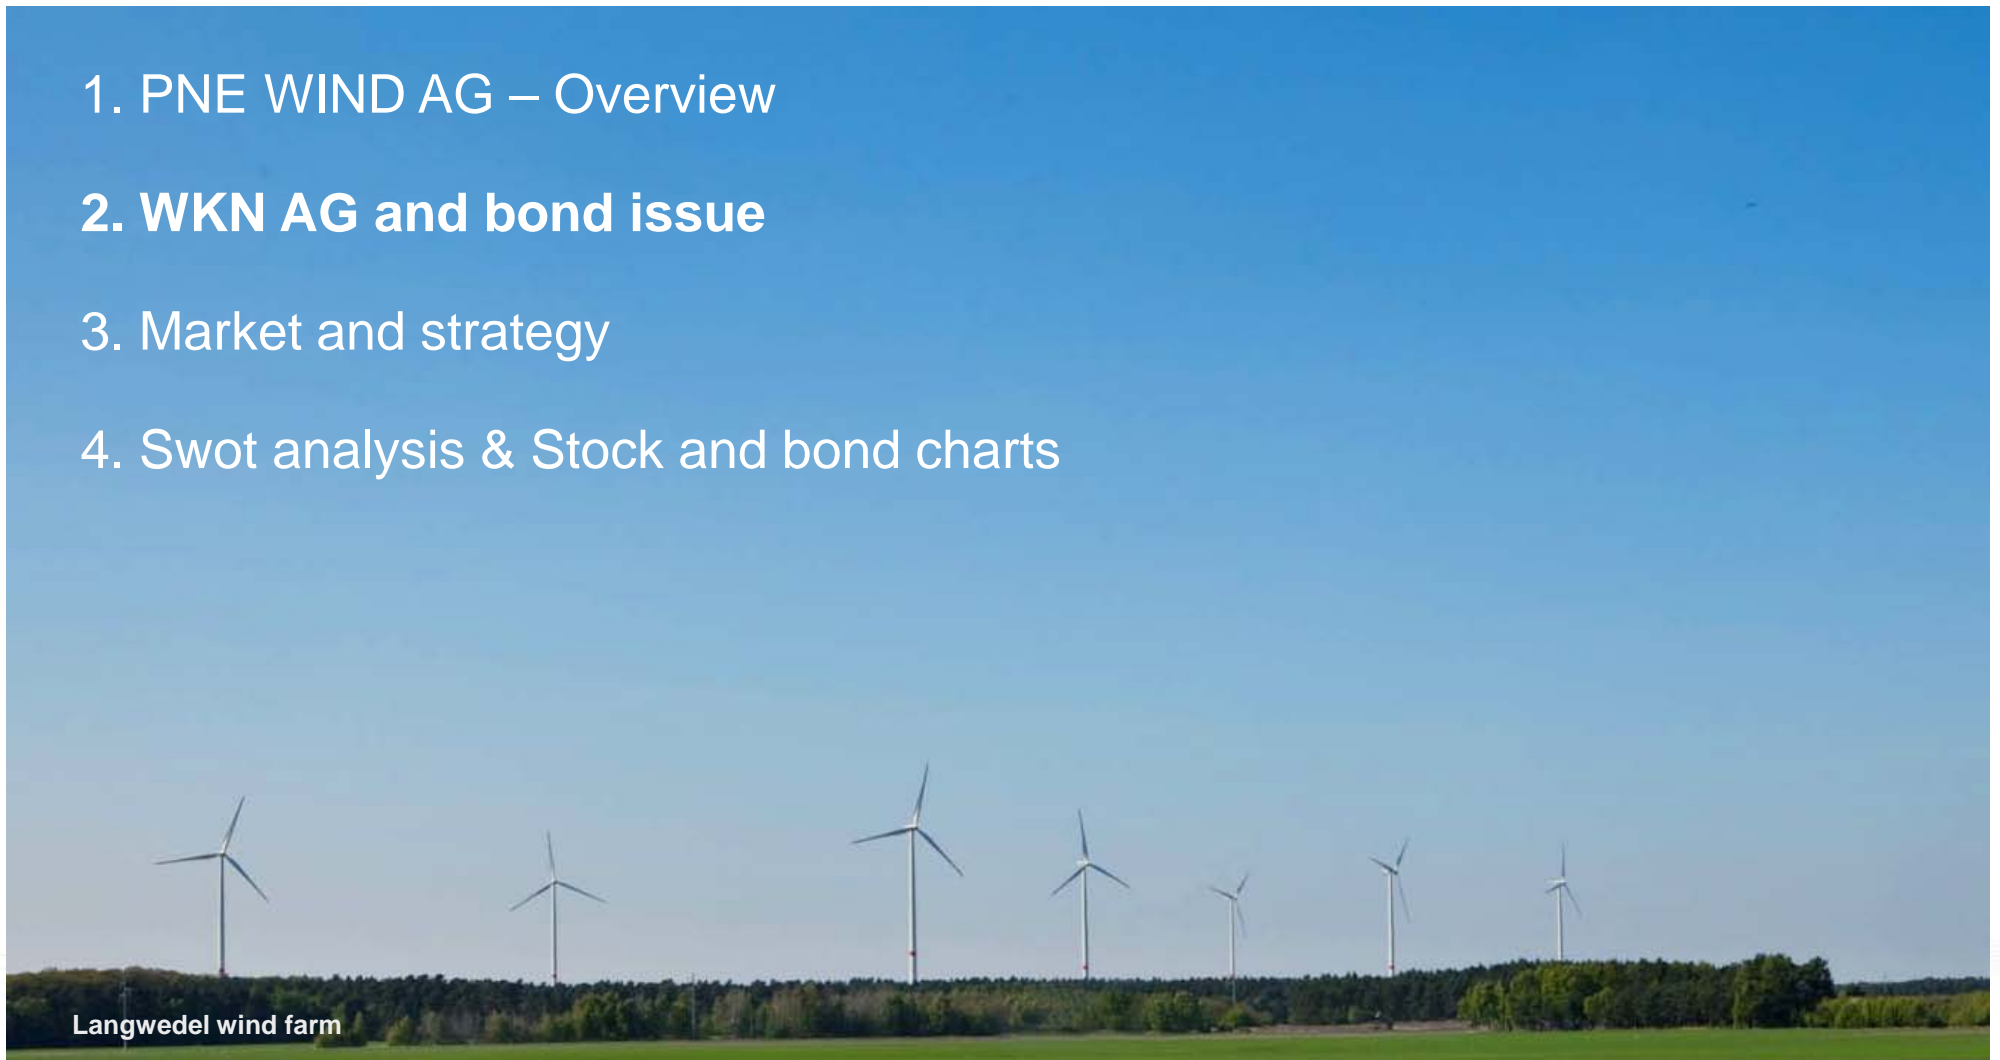 1. PNE WIND AG – Overview
2. WKN AG and bond issue
3. Market and strategy
4. Swot analysis & Stock and bond charts
Langwedel wind farm